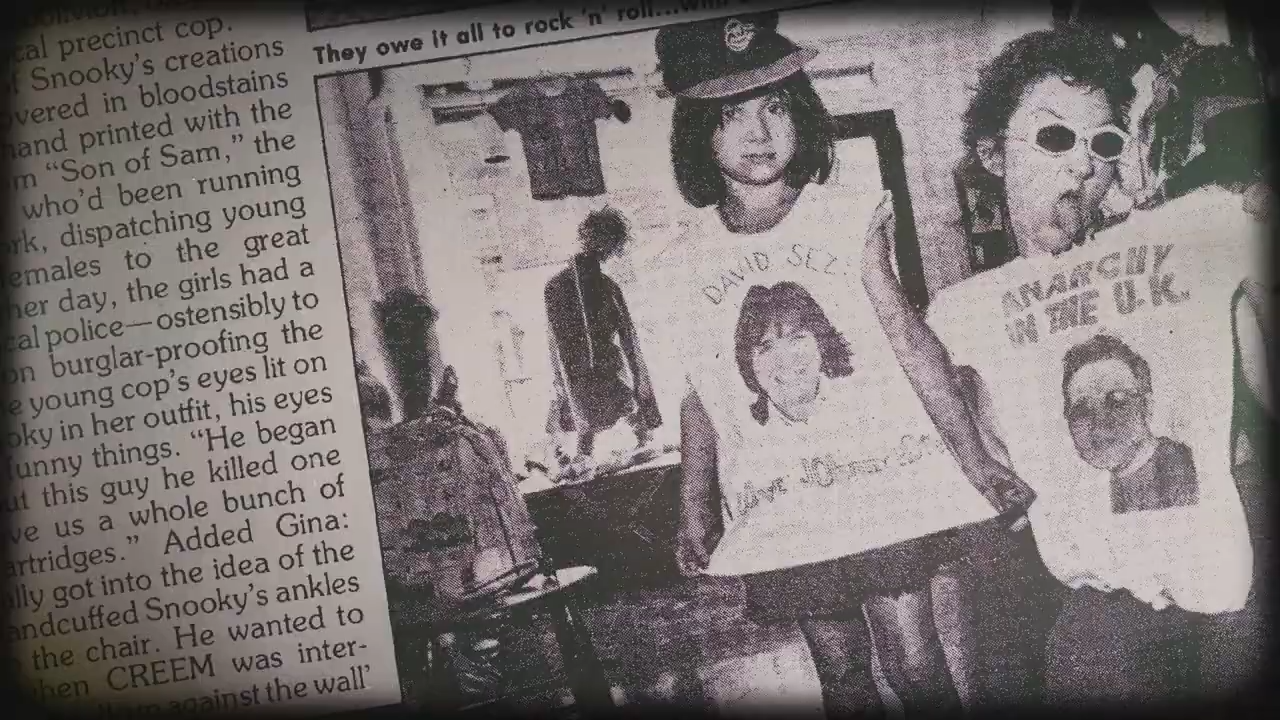 cal precinct cop.
Snooky's creations
overed in bloodstains
hand printed with the
"Son of Sam," the
who'd been running
ork, dispatching young
females to the great
her day, the girls had a
cal police—ostensibly to
on burglar-proofing the
e young cop's eyes lit on
oky in her outfit, his eyes
funny things. "He began
ut this guy he killed one
ve us a whole bunch of
artridges." Added Gina:
ally got into the idea of the
andcuffed Snooky's ankles
the chair. He wanted to
hen CREEM was inter-
against the wall'
They owe it all to rock 'n' roll...with
DAVID SEZ:
I LOVE JOHNNY
ANARCHY
IN THE U.K.